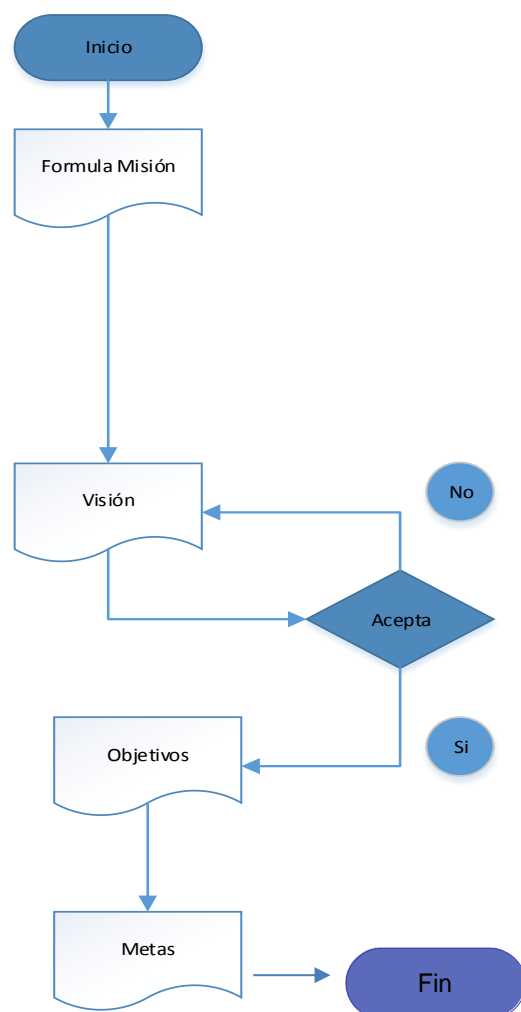 Inicio
Formula Misión
Visión
No
Acepta
Si
Objetivos
Metas
Fin